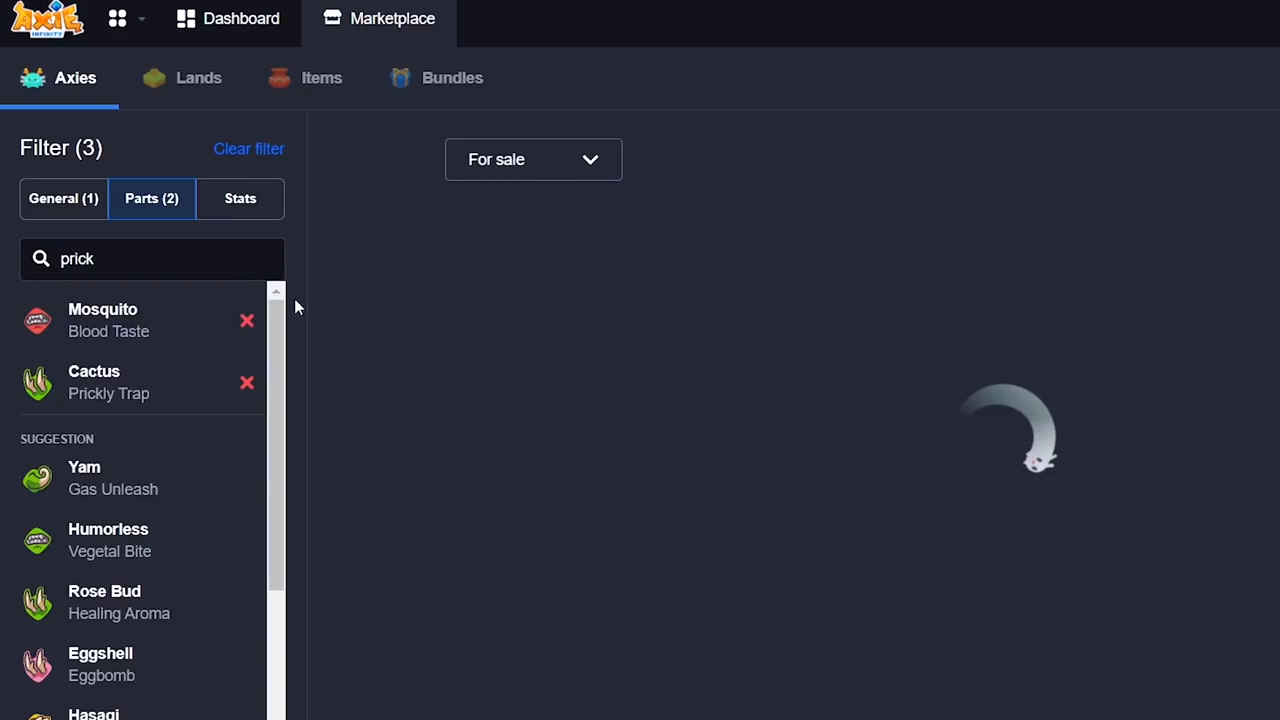 AXIE
INFINITY
Dashboard
Marketplace
Axies
Lands
Items
Bundles
Filter (3)
Clear filter
General (1)
Parts (2)
Stats
For sale
prick
Mosquito
Blood Taste
Cactus
Prickly Trap
SUGGESTION
Yam
Gas Unleash
Humorless
Vegetal Bite
Rose Bud
Healing Aroma
Eggshell
Eggbomb
Hasagi